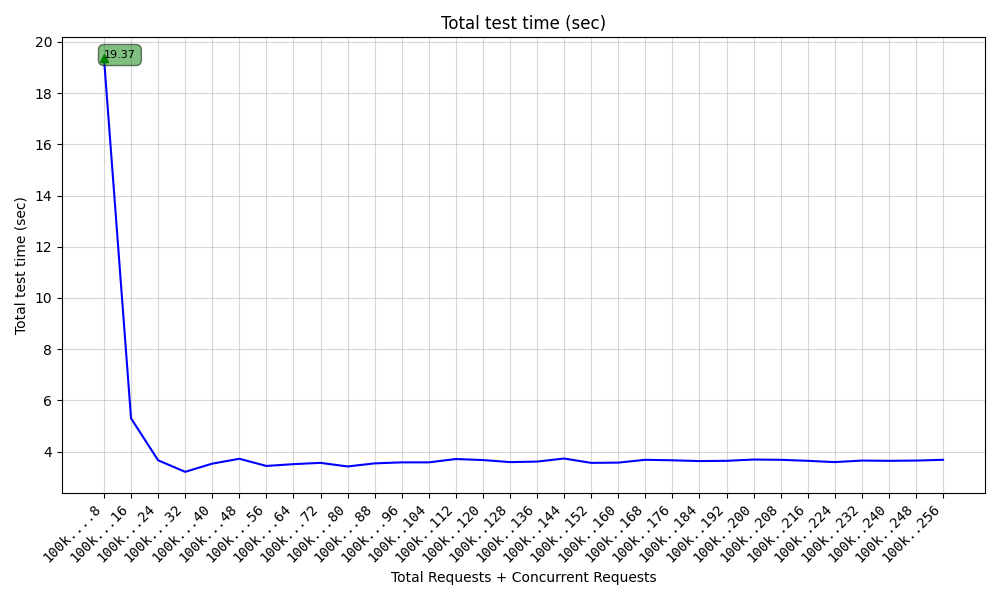 Total test time (sec)
Total test time (sec)
20
18
16
14
12
10
8
6
4
19.37
100k....8
100k...16
100k...24
100k...32
100k...40
100k...48
100k...56
100k...64
100k...72
100k...80
100k...88
100k...96
100k..104
100k..112
100k..120
100k..128
100k..136
100k..144
100k..152
100k..160
100k..168
100k..176
100k..184
100k..192
100k..200
100k..208
100k..216
100k..224
100k..232
100k..240
100k..248
100k..256
Total Requests + Concurrent Requests